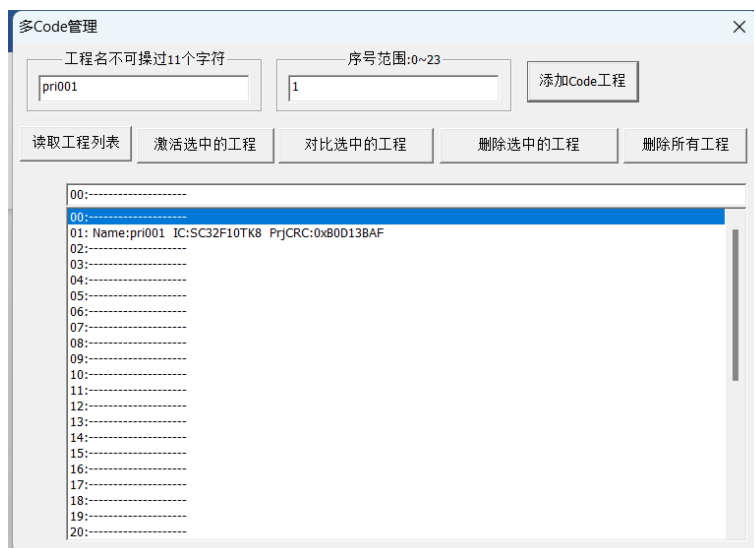 多Code管理
工程名不可操过11个字符
序号范围:0~23
pri001
1
添加Code工程
读取工程列表
激活选中的工程
对比选中的工程
删除选中的工程
删除所有工程
00:--------------------
00:--------------------
01: Name:pri001 IC:SC32F10TK8 PrjCRC:0xB0D13BAF
02:--------------------
03:--------------------
04:--------------------
05:--------------------
06:--------------------
07:--------------------
08:--------------------
09:--------------------
10:--------------------
11:--------------------
12:--------------------
13:--------------------
14:--------------------
15:--------------------
16:--------------------
17:--------------------
18:--------------------
19:--------------------
20:--------------------